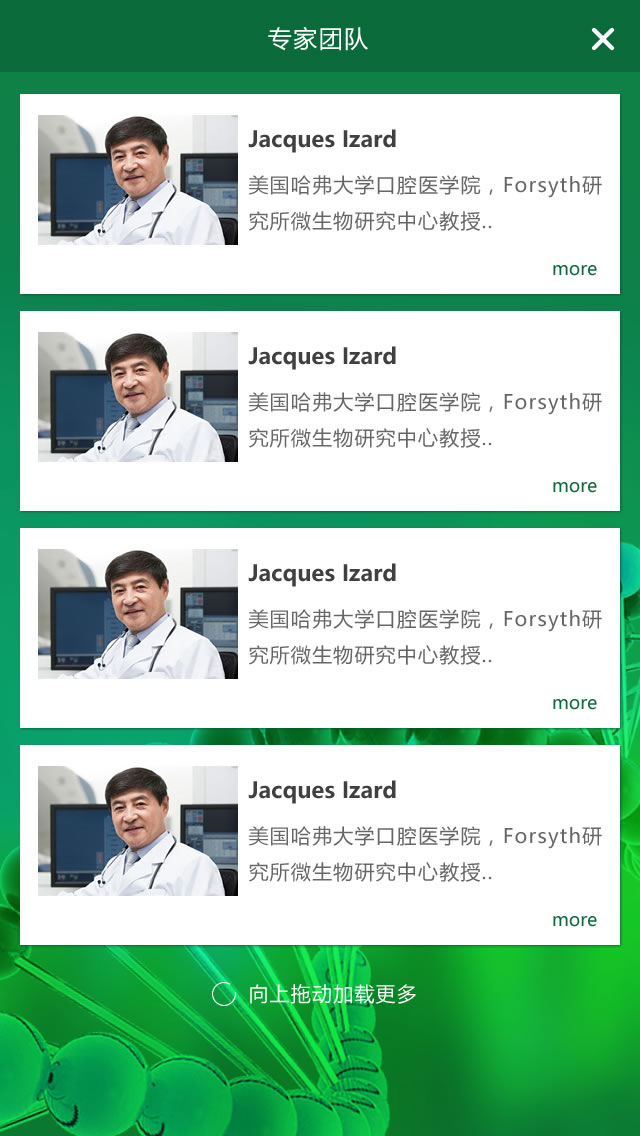 专家团队
Jacques Izard
美国哈弗大学口腔医学院，Forsyth研
究所微生物研究中心教授..
more
Jacques Izard
美国哈弗大学口腔医学院，Forsyth研
究所微生物研究中心教授..
more
Jacques Izard
美国哈弗大学口腔医学院，Forsyth研
究所微生物研究中心教授..
more
Jacques Izard
美国哈弗大学口腔医学院，Forsyth研
究所微生物研究中心教授..
more
向上拖动加载更多